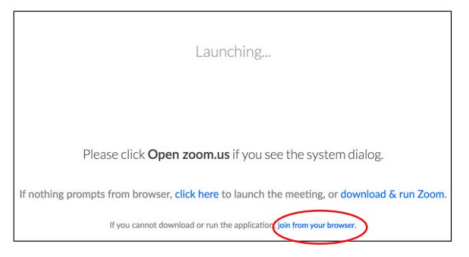 Launching...
Please click Open zoom.us if you see the system dialog.
If nothing prompts from browser, click here to launch the meeting, or download & run Zoom.
If you cannot download or run the application, join from your browser.